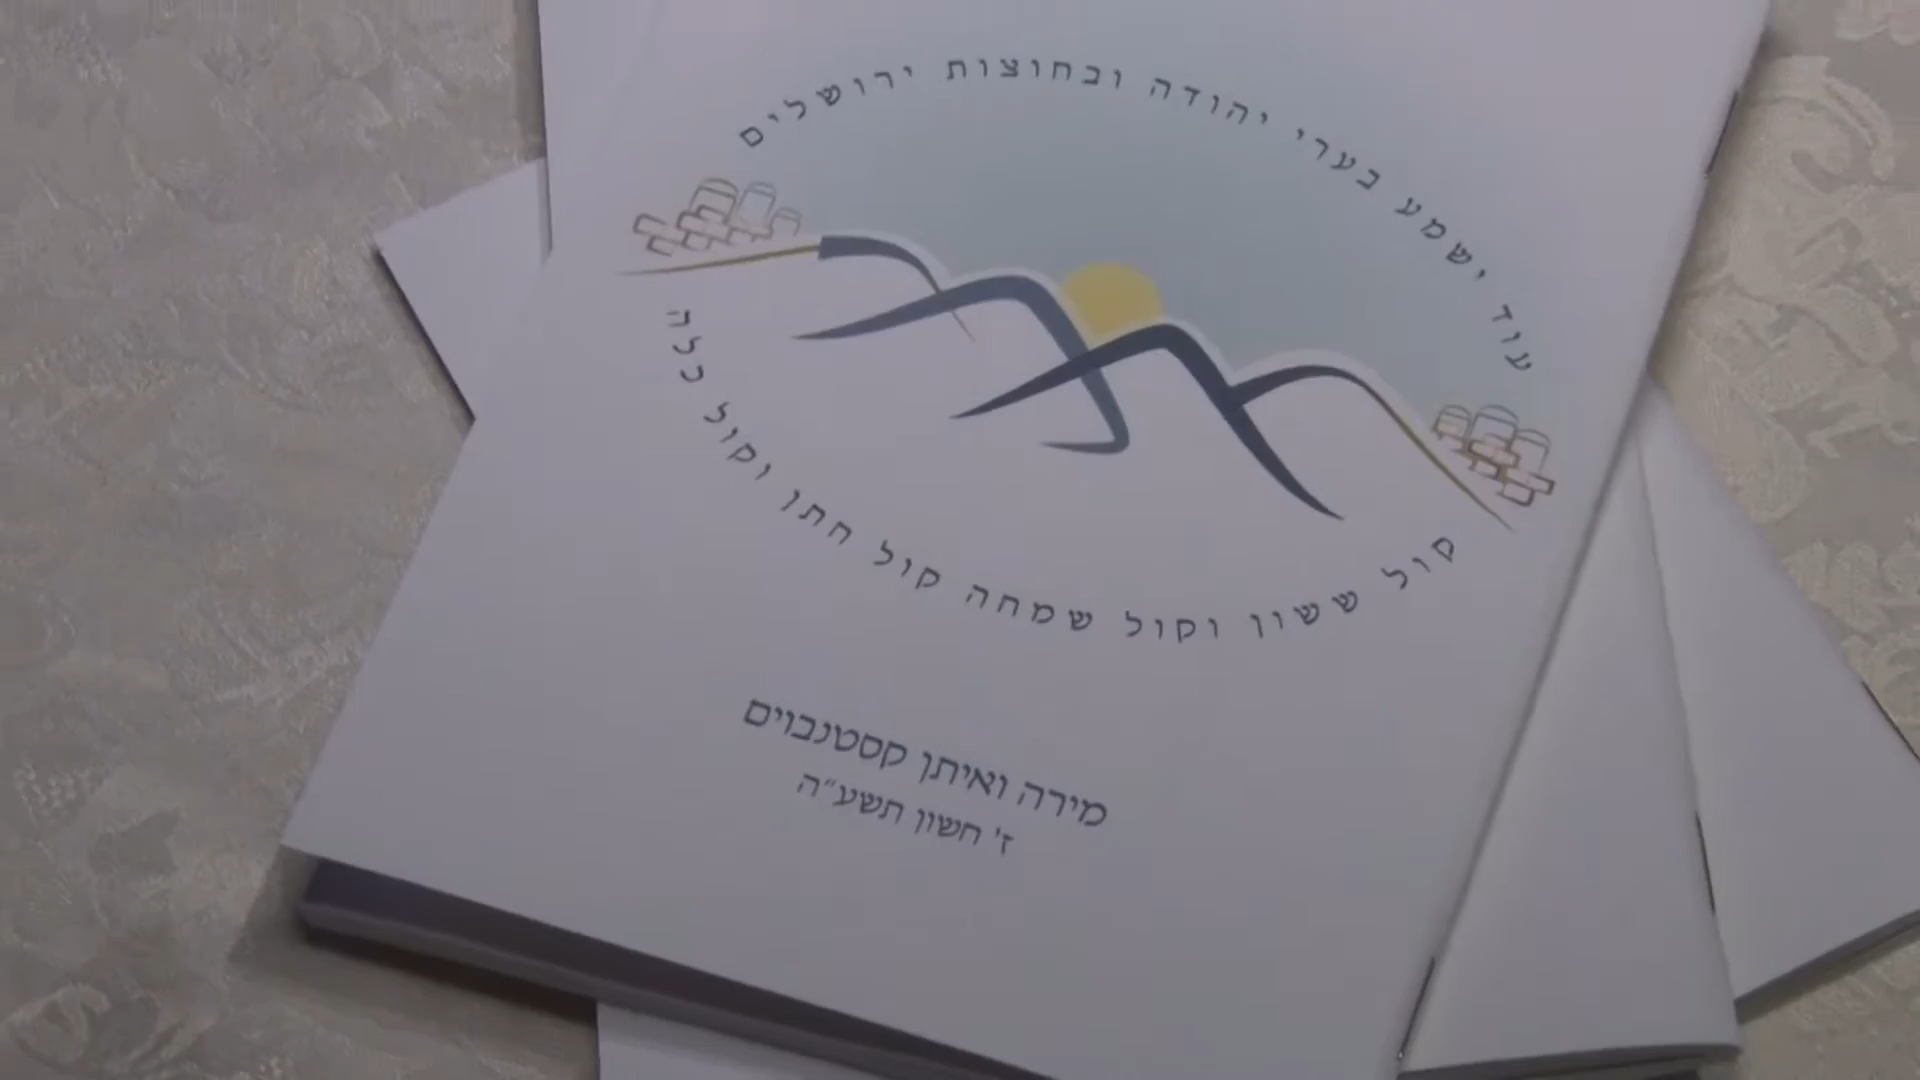 עוד ישמע בערי יהודה ובחוצות ירושלים
קול ששון וקול שמחה קול חתן וקול כלה
מירה ואיתן קסטנבוים
ז' חשון תשע״ה